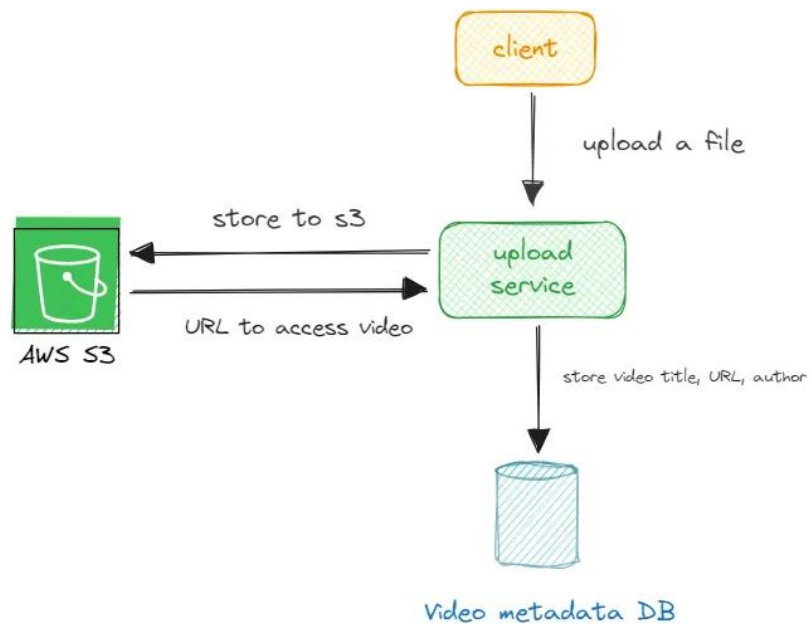 client
upload a file
store to s3
upload
service
URL to access video
AWS S3
store video title, URL, author
Video metadata DB